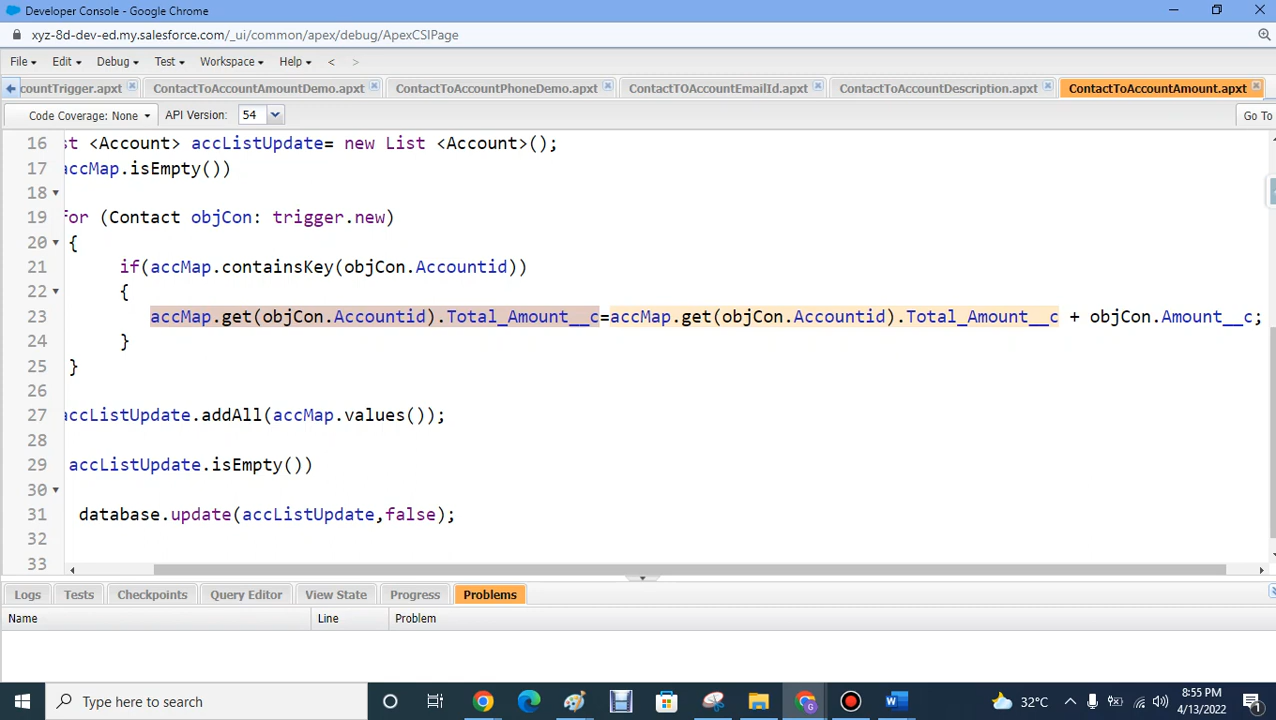 Developer Console - Google Chrome
xyz-8d-dev-ed.my.salesforce.com/_ui/common/apex/debug/ApexCSIPage
File Edit Debug Test Workspace Help < >
countTrigger.apxt ContactToAccountAmountDemo.apxt ContactToAccountPhoneDemo.apxt ContactTOAccountEmailId.apxt ContactToAccountDescription.apxt ContactToAccountAmount.apxt
Code Coverage: None API Version: 54 Go To
16 st <Account> accListUpdate= new List <Account>();
17 accMap.isEmpty())
18
19 for (Contact objCon: trigger.new)
20 {
21 if(accMap.containsKey(objCon.Accountid))
22 {
23 accMap.get(objCon.Accountid).Total_Amount__c=accMap.get(objCon.Accountid).Total_Amount__c + objCon.Amount__c;
24 }
25 }
26
27 accListUpdate.addAll(accMap.values());
28
29 accListUpdate.isEmpty())
30
31 database.update(accListUpdate,false);
32
33
Logs Tests Checkpoints Query Editor View State Progress Problems
Name Line Problem
Type here to search
32°C
8:55 PM
4/13/2022
1